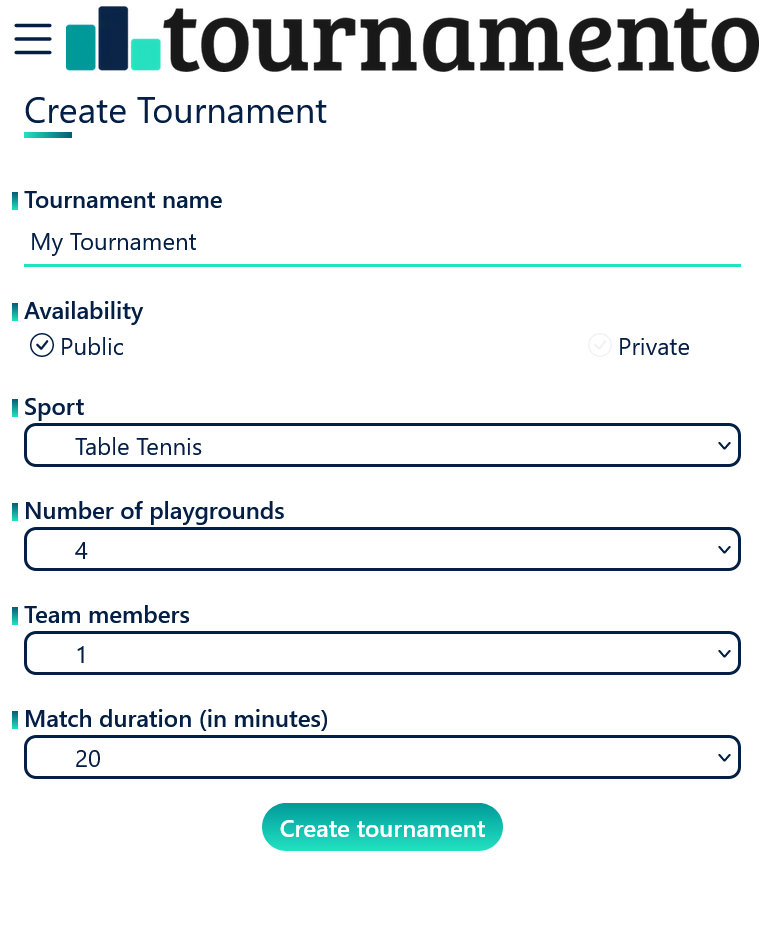 tournamento
Create Tournament
Tournament name
My Tournament
Availability
Public Private
Sport
Table Tennis
Number of playgrounds
4
Team members
1
Match duration (in minutes)
20
Create tournament